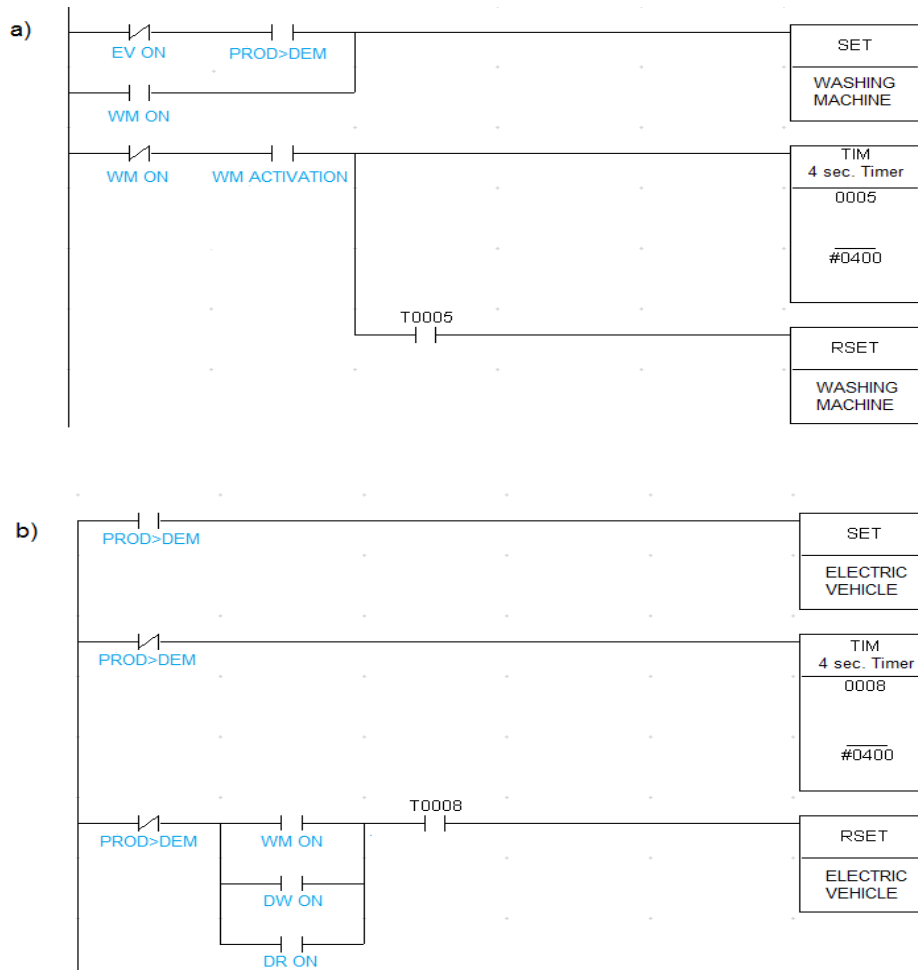 a)
EV ON
PROD>DEM
SET
WASHING
MACHINE
WM ON
WM ON
WM ACTIVATION
TIM
4 sec. Timer
0005
#0400
T0005
RSET
WASHING
MACHINE
b)
PROD>DEM
SET
ELECTRIC
VEHICLE
PROD>DEM
TIM
4 sec. Timer
0008
#0400
T0008
PROD>DEM
WM ON
RSET
ELECTRIC
VEHICLE
DW ON
DR ON